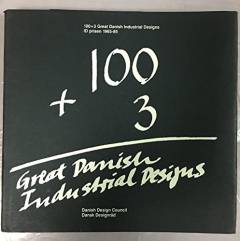 100+3 Great Danish Industrial Designs
ID prisen 1965-85
100
+ 3
Great Danish
Industrial Designs
Danish Design Council
Dansk Designråd